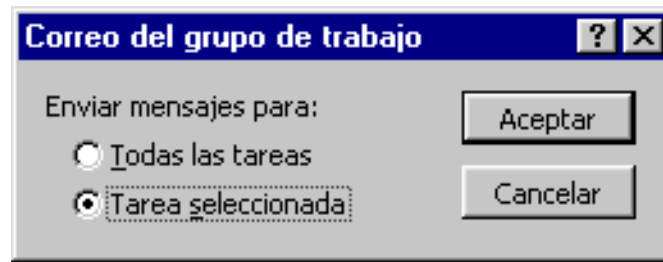 Correo del grupo de trabajo
Enviar mensajes para:
Todas las tareas
Tarea seleccionada
Aceptar
Cancelar